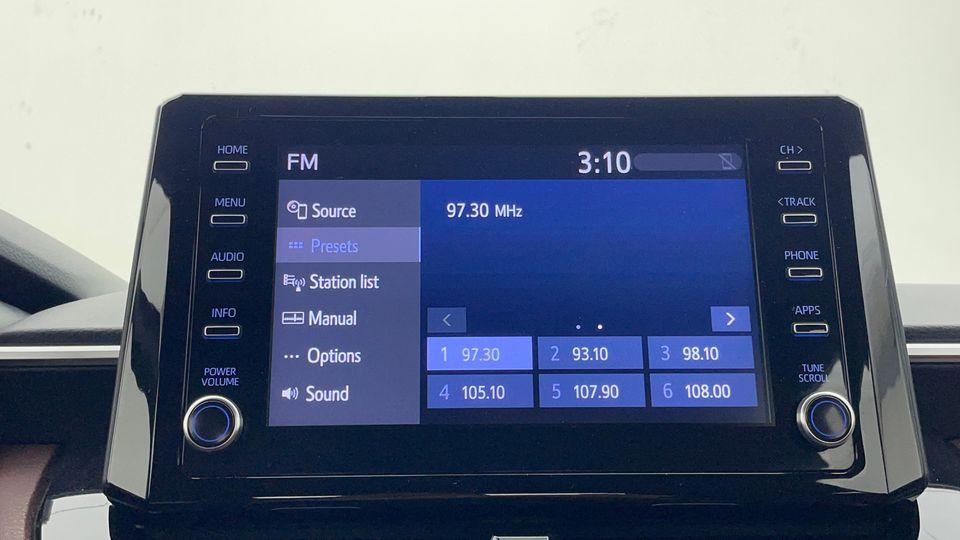 HOME
MENU
AUDIO
INFO
POWER
VOLUME
FM
3:10
Source
Presets
Station list
Manual
Options
Sound
97.30 MHz
<
>
1 97.30
2 93.10
3 98.10
4 105.10
5 107.90
6 108.00
CH >
< TRACK
PHONE
APPS
TUNE
SCROLL